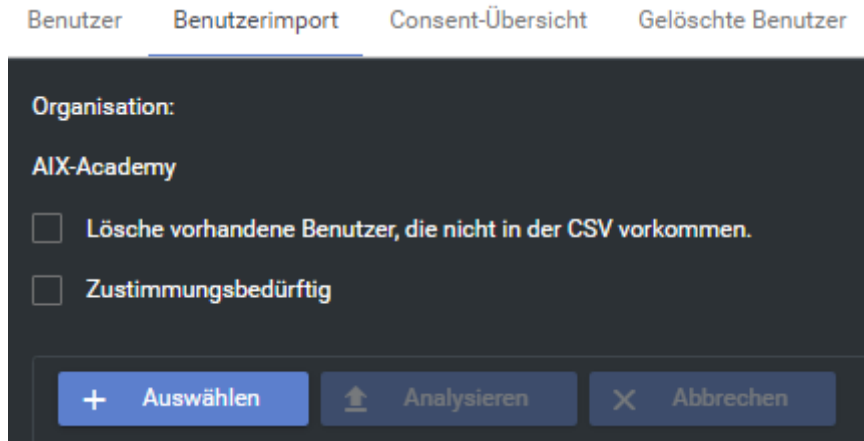 Benutzer Benutzerimport Consent-Übersicht Gelöschte Benutzer
Organisation:
AIX-Academy
Lösche vorhandene Benutzer, die nicht in der CSV vorkommen.
Zustimmungsbedürftig
Auswählen Analysieren Abbrechen